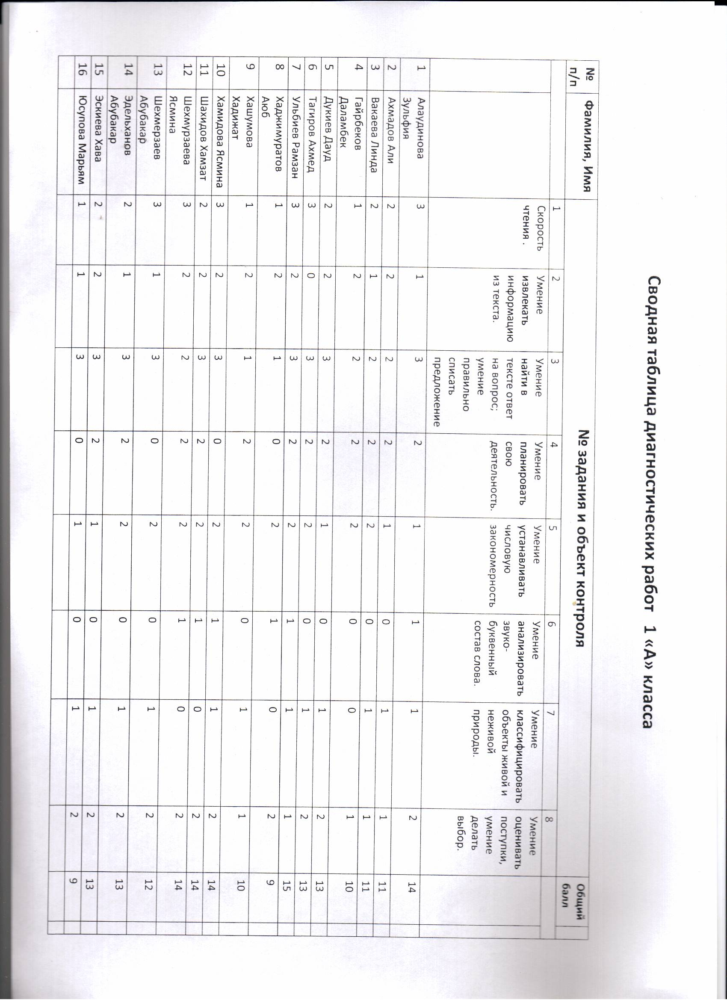 Сводная таблица диагностических работ 1 «А» класса
№ п/п Фамилия, Имя № задания и объект контроля Общий балл
1 2 3 4 5 6 7 8
Скорость чтения .
Умение извлекать информацию из текста.
Умение найти в тексте ответ на вопрос; умение правильно списать предложение
Умение планировать свою деятельность.
Умение устанавливать числовую закономерность
Умение анализировать звуко-буквенный состав слова.
Умение классифицировать объекты живой и неживой природы.
Умение оценивать поступки, умение делать выбор.
1 Алаудинова Зульфия 3 1 3 2 1 1 1 2 14
2 Ахмадов Али 2 2 2 2 1 0 1 1 11
3 Вакаева Линда 2 1 2 2 2 0 1 1 11
4 Гайрбеков Даламбек 1 2 2 2 2 0 0 1 10
5 Дукиев Дауд 2 2 3 2 1 0 1 2 13
6 Тагиров Ахмед 3 0 3 2 2 0 1 2 13
7 Ульбиев Рамзан 3 2 3 2 2 1 1 1 15
8 Хаджимуратов Аюб 1 2 1 0 2 1 0 2 9
9 Хашумова Хадижат 1 2 1 2 2 0 1 1 10
10 Хамидова Ясмина 3 2 3 0 2 1 1 2 14
11 Шахидов Хамзат 2 2 3 2 2 1 0 2 14
12 Шехмурзаева Ясмина 3 2 2 2 2 1 0 2 14
13 Шехмерзаев Абубакар 3 1 3 0 2 0 1 2 12
14 Эдельханов Абубакар 2 1 3 2 2 0 1 2 13
15 Эскиева Хава 2 2 3 2 1 0 1 2 13
16 Юсупова Марьям 1 1 3 0 1 0 1 2 9